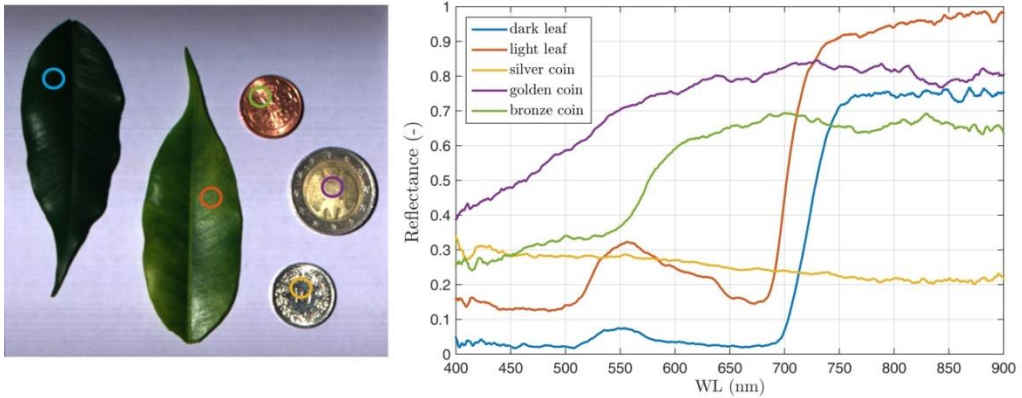 dark leaf
light leaf
silver coin
golden coin
bronze coin
Reflectance (-)
1
0.9
0.8
0.7
0.6
0.5
0.4
0.3
0.2
0.1
0
400 450 500 550 600 650 700 750 800 850 900
WL (nm)